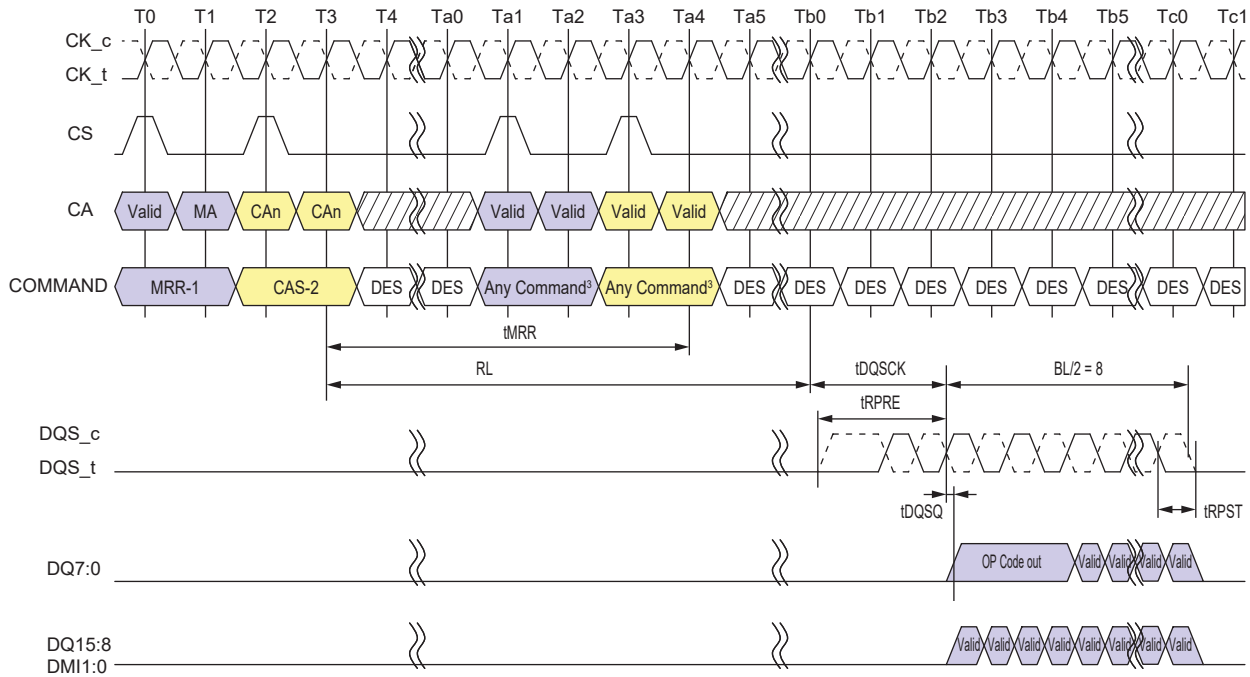 T0 T1 T2 T3 T4 Ta0 Ta1 Ta2 Ta3 Ta4 Ta5 Tb0 Tb1 Tb2 Tb3 Tb4 Tb5 Tc0 Tc1
CK_c
CK_t
CS
CA Valid MA CAn CAn Valid Valid Valid Valid
COMMAND MRR-1 CAS-2 DES DES Any Command³ Any Command³ DES DES DES DES DES DES DES DES DES
tMRR
RL tDQSCK BL/2 = 8
tRPRE
DQS_c
DQS_t
tDQSQ tRPST
DQ7:0 OP Code out Valid Valid Valid Valid
DQ15:8 Valid Valid Valid Valid Valid Valid Valid Valid
DMI1:0